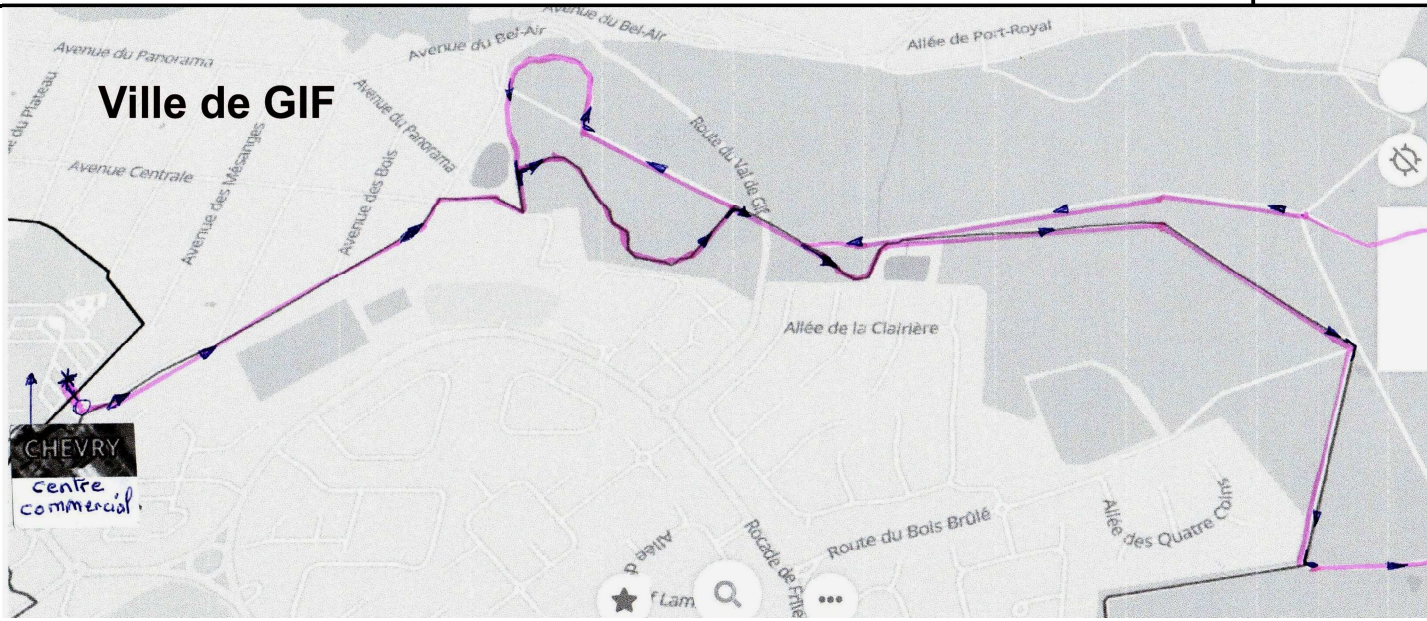 Avenue du Bel-Air
Avenue du Bel-Air
Allée de Port-Royal
Avenue du Panorama
Ville de GIF
Avenue du Panorama
du Plateau
Avenue des Mésanges
Route du Val de Gif
Avenue des Bois
Avenue Centrale
Allée de la Clairière
CHEVRY
centre
commercial.
Allée des Quatre Coins
Route du Bois Brûlé
Rocade de
Allée d
f Lam